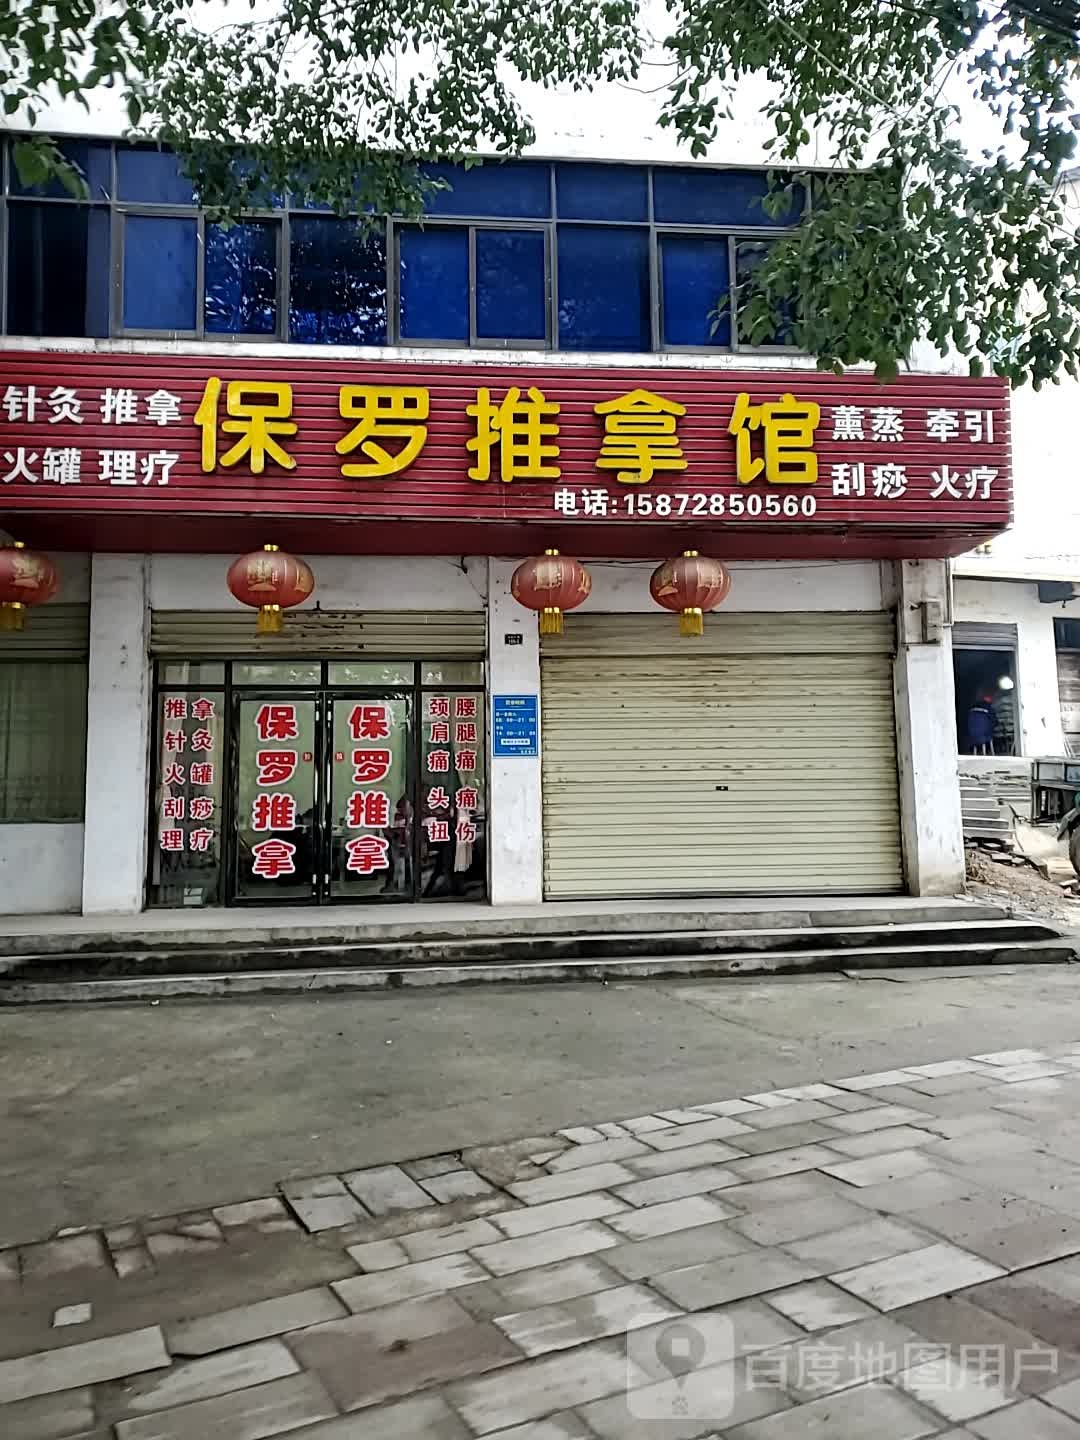 针灸 推拿
火罐 理疗
保罗推拿馆
电话:15872850560
薰蒸 牵引
刮痧 火疗
推拿
针灸
火罐
刮痧
理疗
保罗推拿
保罗推拿
颈肩痛 头扭
腰腿痛 痛伤
百度地图用户